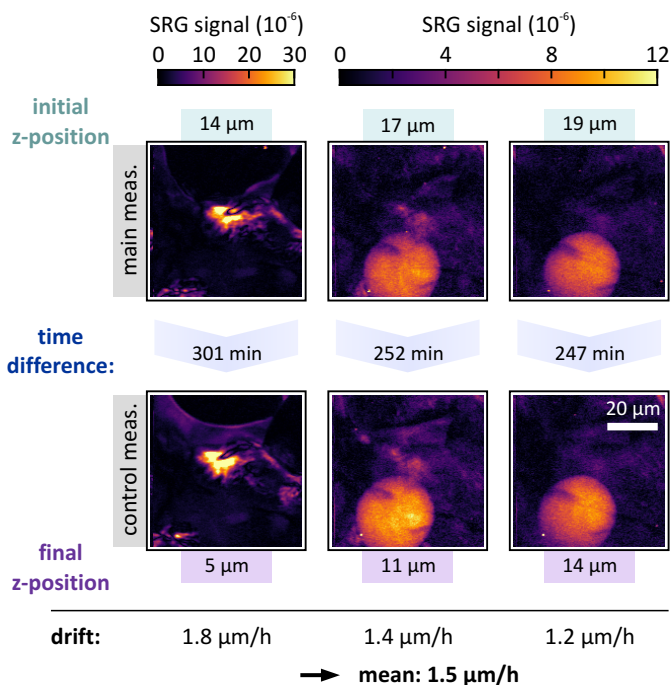 SRG signal (10⁻⁶) SRG signal (10⁻⁶)
0 10 20 30 0 4 8 12
initial z-position
14 µm 17 µm 19 µm
main meas.
time difference:
301 min 252 min 247 min
control meas.
20 µm
final z-position
5 µm 11 µm 14 µm
drift: 1.8 µm/h 1.4 µm/h 1.2 µm/h
→ mean: 1.5 µm/h